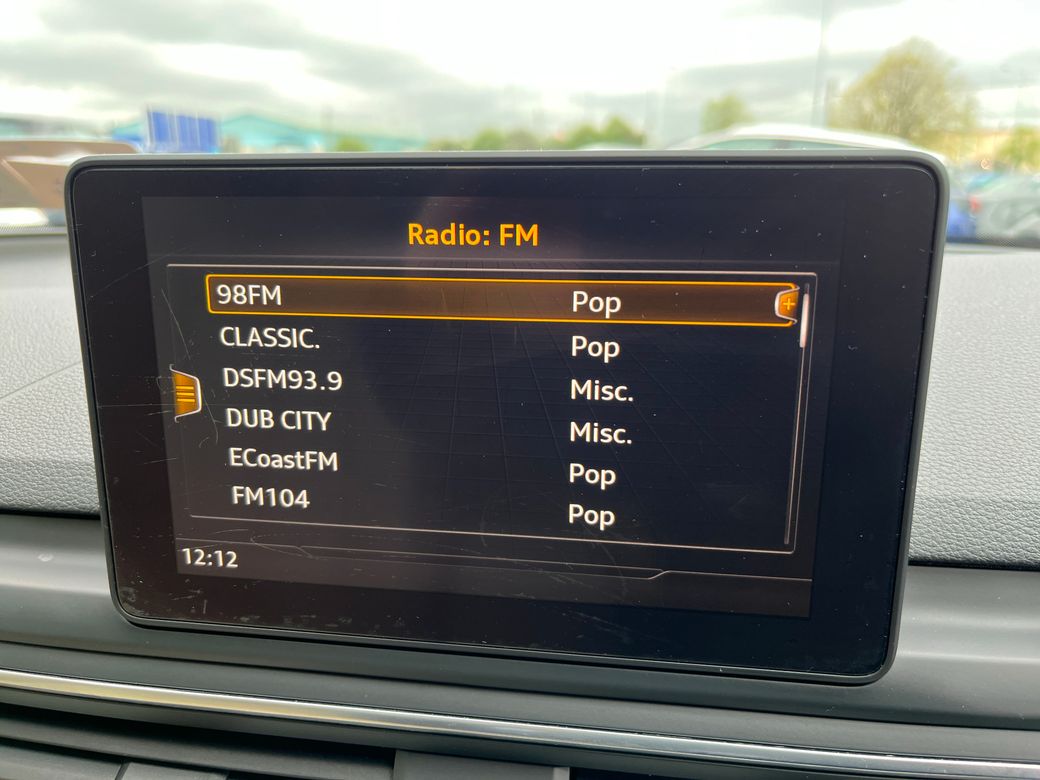 Radio: FM
98FM Pop
CLASSIC. Pop
DSFM93.9 Misc.
DUB CITY Misc.
ECoastFM Pop
FM104 Pop
12:12